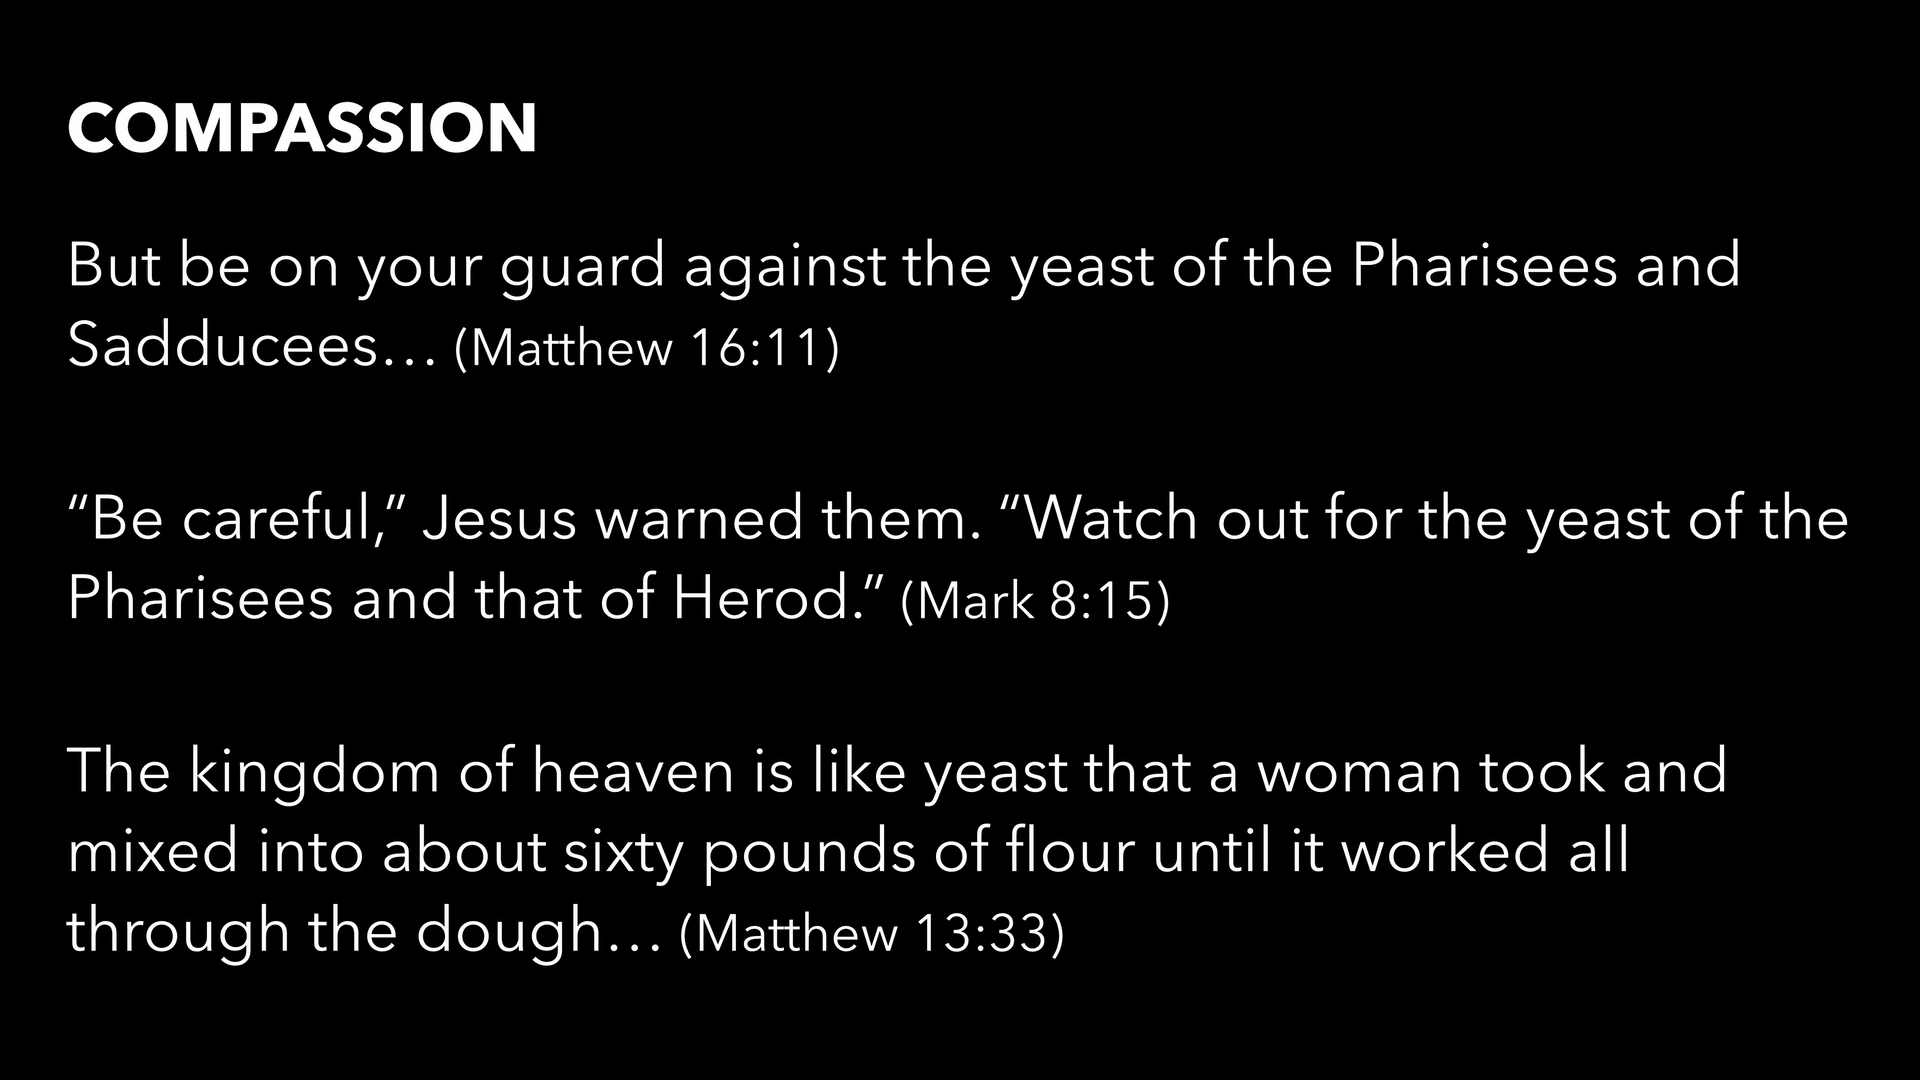 COMPASSION
But be on your guard against the yeast of the Pharisees and
Sadducees… (Matthew 16:11)
“Be careful,” Jesus warned them. “Watch out for the yeast of the
Pharisees and that of Herod.” (Mark 8:15)
The kingdom of heaven is like yeast that a woman took and
mixed into about sixty pounds of flour until it worked all
through the dough… (Matthew 13:33)